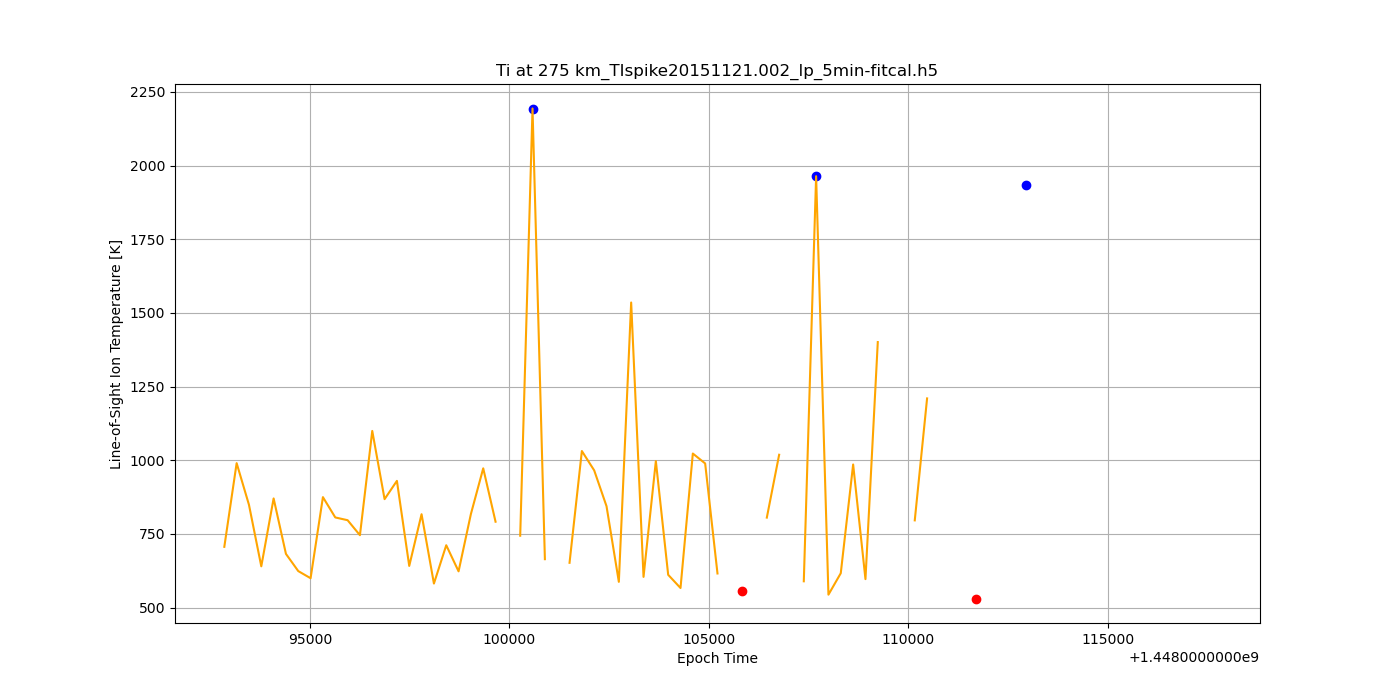 Ti at 275 km_TIspike20151121.002_lp_5min-fitcal.h5
2250
2000
1750
1500
1250
1000
750
500
Line-of-Sight Ion Temperature [K]
95000 100000 105000 110000 115000
Epoch Time
+1.4480000000e9